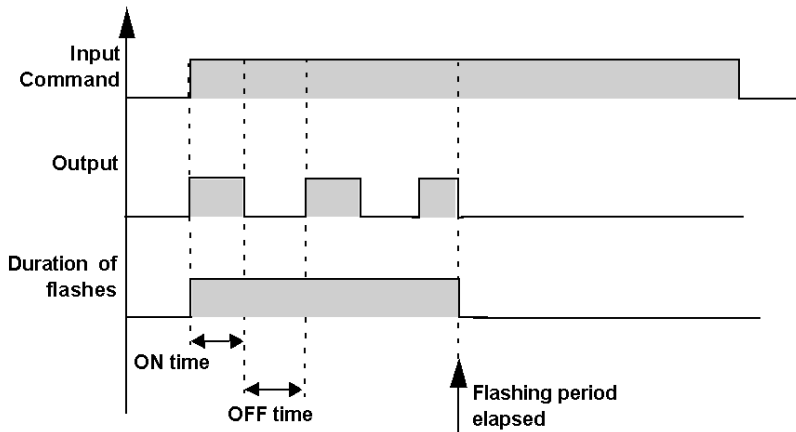 Input
Command
Output
Duration of
flashes
ON time
OFF time
Flashing period
elapsed